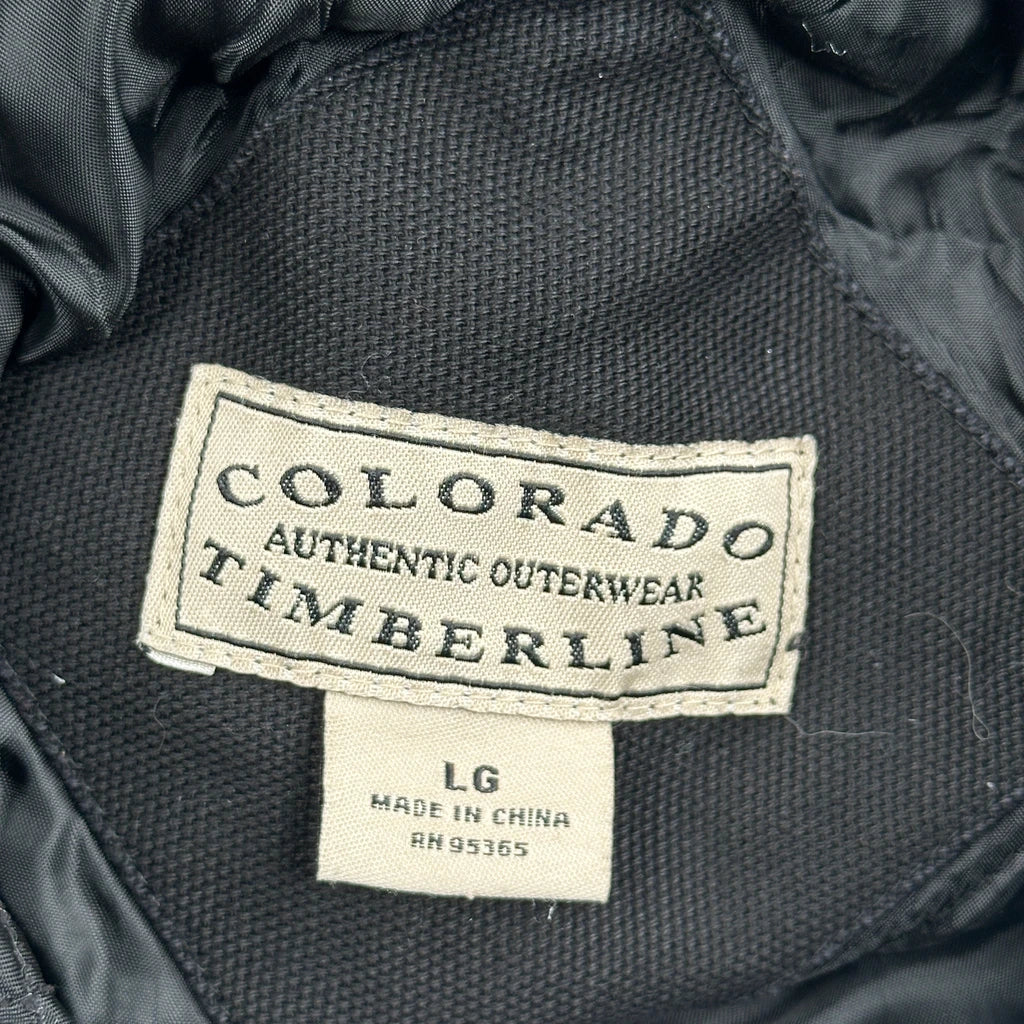 COLORADO
AUTHENTIC OUTERWEAR
TIMBERLINE
LG
MADE IN CHINA
RN 95365